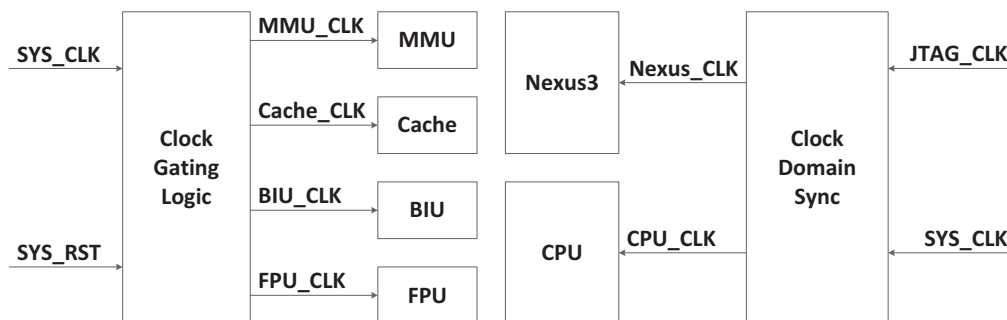 SYS_CLK
SYS_RST
Clock
Gating
Logic
MMU_CLK
MMU
Cache_CLK
Cache
BIU_CLK
BIU
FPU_CLK
FPU
Nexus3
Nexus_CLK
CPU
CPU_CLK
Clock
Domain
Sync
JTAG_CLK
SYS_CLK